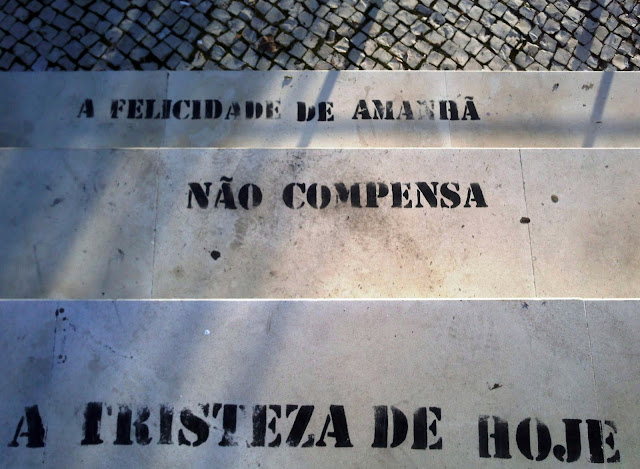 A FELICIDADE DE AMANHÃ
NÃO COMPENSA
A TRISTEZA DE HOJE